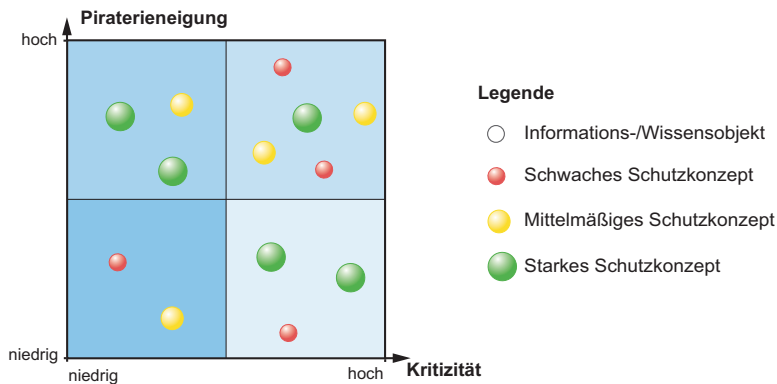 Piraterieneigung
hoch
niedrig
niedrig
hoch
Kritizität
Legende
Informations-/Wissensobjekt
Schwaches Schutzkonzept
Mittelmäßiges Schutzkonzept
Starkes Schutzkonzept